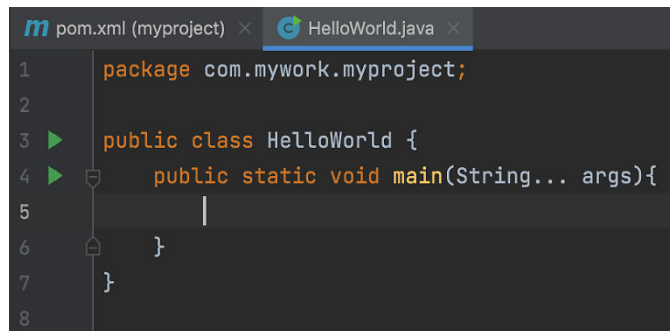 m pom.xml (myproject) × C HelloWorld.java ×
1 package com.mywork.myproject;
2
3 public class HelloWorld {
4 public static void main(String... args){
5
6 }
7 }
8